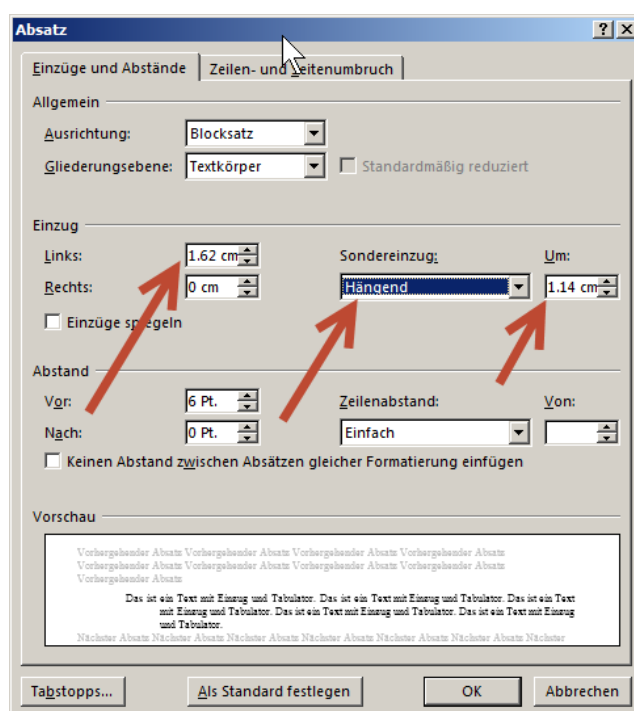 Absatz ? X
Einzüge und Abstände Zeilen- und Seitenumbruch
Allgemein
Ausrichtung: Blocksatz
Gliederungsebene: Textkörper Standardmäßig reduziert
Einzug
Links: 1.62 cm Sondereinzug: Um:
Rechts: 0 cm Hängend 1.14 cm
Einzüge spiegeln
Abstand
Vor: 6 Pt. Zeilenabstand: Von:
Nach: 0 Pt. Einfach
Keinen Abstand zwischen Absätzen gleicher Formatierung einfügen
Vorschau
Vorhergehender Absatz Vorhergehender Absatz Vorhergehender Absatz Vorhergehender Absatz
Vorhergehender Absatz Vorhergehender Absatz Vorhergehender Absatz Vorhergehender Absatz
Vorhergehender Absatz
Das ist ein Text mit Einzug und Tabulator. Das ist ein Text mit Einzug und Tabulator. Das ist ein Text
mit Einzug und Tabulator. Das ist ein Text mit Einzug und Tabulator. Das ist ein Text mit Einzug
und Tabulator.
Nächster Absatz Nächster Absatz Nächster Absatz Nächster Absatz Nächster Absatz Nächster
Tabstopps... Als Standard festlegen OK Abbrechen